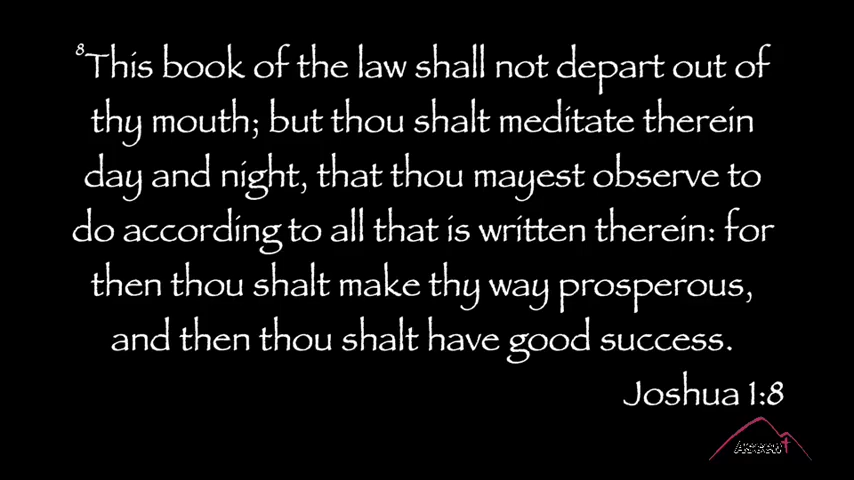 ⁸This book of the law shall not depart out of
thy mouth; but thou shalt meditate therein
day and night, that thou mayest observe to
do according to all that is written therein: for
then thou shalt make thy way prosperous,
and then thou shalt have good success.
Joshua 1:8